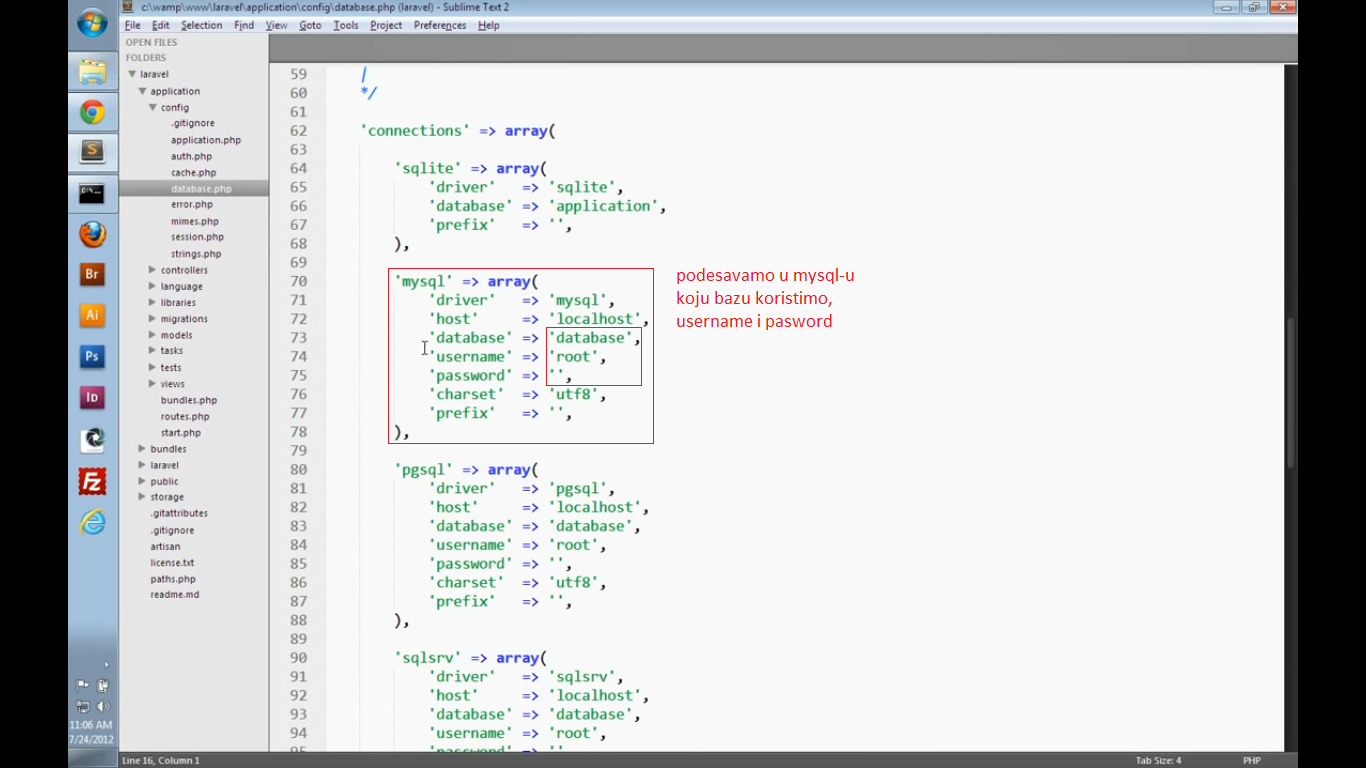 c:\wamp\www\laravel\application\config\database.php (laravel) - Sublime Text 2
File Edit Selection Find View Goto Tools Project Preferences Help
OPEN FILES
FOLDERS
laravel
application
config
.gitignore
application.php
auth.php
cache.php
database.php
error.php
mimes.php
session.php
strings.php
controllers
language
libraries
migrations
models
tasks
tests
views
bundles.php
routes.php
start.php
bundles
laravel
public
storage
.gitattributes
.gitignore
artisan
license.txt
paths.php
readme.md
59 |
60 */
61
62 'connections' => array(
63
64 'sqlite' => array(
65 'driver' => 'sqlite',
66 'database' => 'application',
67 'prefix' => '',
68 ),
69
70 'mysql' => array(
71 'driver' => 'mysql',
72 'host' => 'localhost',
73 'database' => 'database',
74 'username' => 'root',
75 'password' => '',
76 'charset' => 'utf8',
77 'prefix' => '',
78 ),
79
80 'pgsql' => array(
81 'driver' => 'pgsql',
82 'host' => 'localhost',
83 'database' => 'database',
84 'username' => 'root',
85 'password' => '',
86 'charset' => 'utf8',
87 'prefix' => '',
88 ),
89
90 'sqlsrv' => array(
91 'driver' => 'sqlsrv',
92 'host' => 'localhost',
93 'database' => 'database',
94 'username' => 'root',
95 'password' => ''
podesavamo u mysql-u
koju bazu koristimo,
username i pasword
S
C:\
Br
Ai
Ps
Id
Fz
11:06 AM
7/24/2012
Line 16, Column 1
Tab Size: 4
PHP